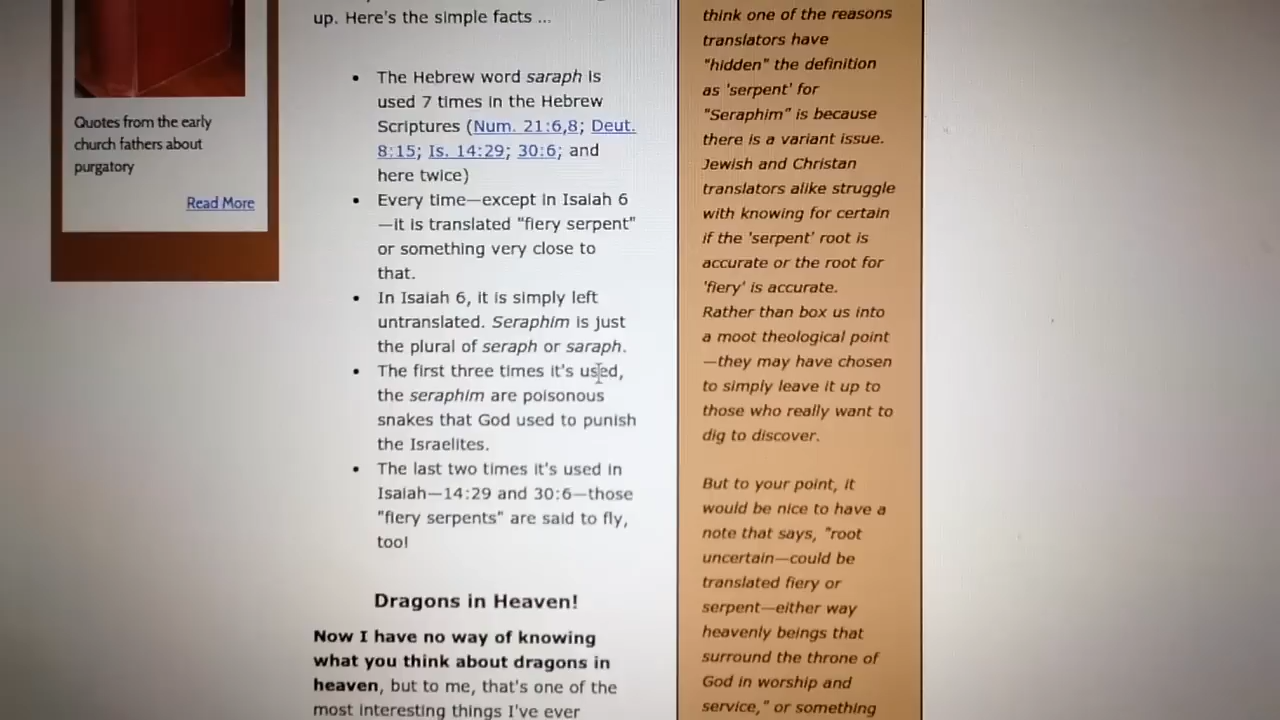 Quotes from the early
church fathers about
purgatory
Read More
up. Here's the simple facts ...
• The Hebrew word saraph is
used 7 times in the Hebrew
Scriptures (Num. 21:6,8; Deut.
8:15; Is. 14:29; 30:6; and
here twice)
• Every time—except in Isaiah 6
—it is translated "fiery serpent"
or something very close to
that.
• In Isaiah 6, it is simply left
untranslated. Seraphim is just
the plural of seraph or saraph.
• The first three times it's used,
the seraphim are poisonous
snakes that God used to punish
the Israelites.
• The last two times it's used in
Isaiah—14:29 and 30:6—those
"fiery serpents" are said to fly,
too!
Dragons in Heaven!
Now I have no way of knowing
what you think about dragons in
heaven, but to me, that's one of the
most interesting things I've ever
think one of the reasons
translators have
"hidden" the definition
as 'serpent' for
"Seraphim" is because
there is a variant issue.
Jewish and Christan
translators alike struggle
with knowing for certain
if the 'serpent' root is
accurate or the root for
'fiery' is accurate.
Rather than box us into
a moot theological point
—they may have chosen
to simply leave it up to
those who really want to
dig to discover.
But to your point, it
would be nice to have a
note that says, "root
uncertain—could be
translated fiery or
serpent—either way
heavenly beings that
surround the throne of
God in worship and
service," or something